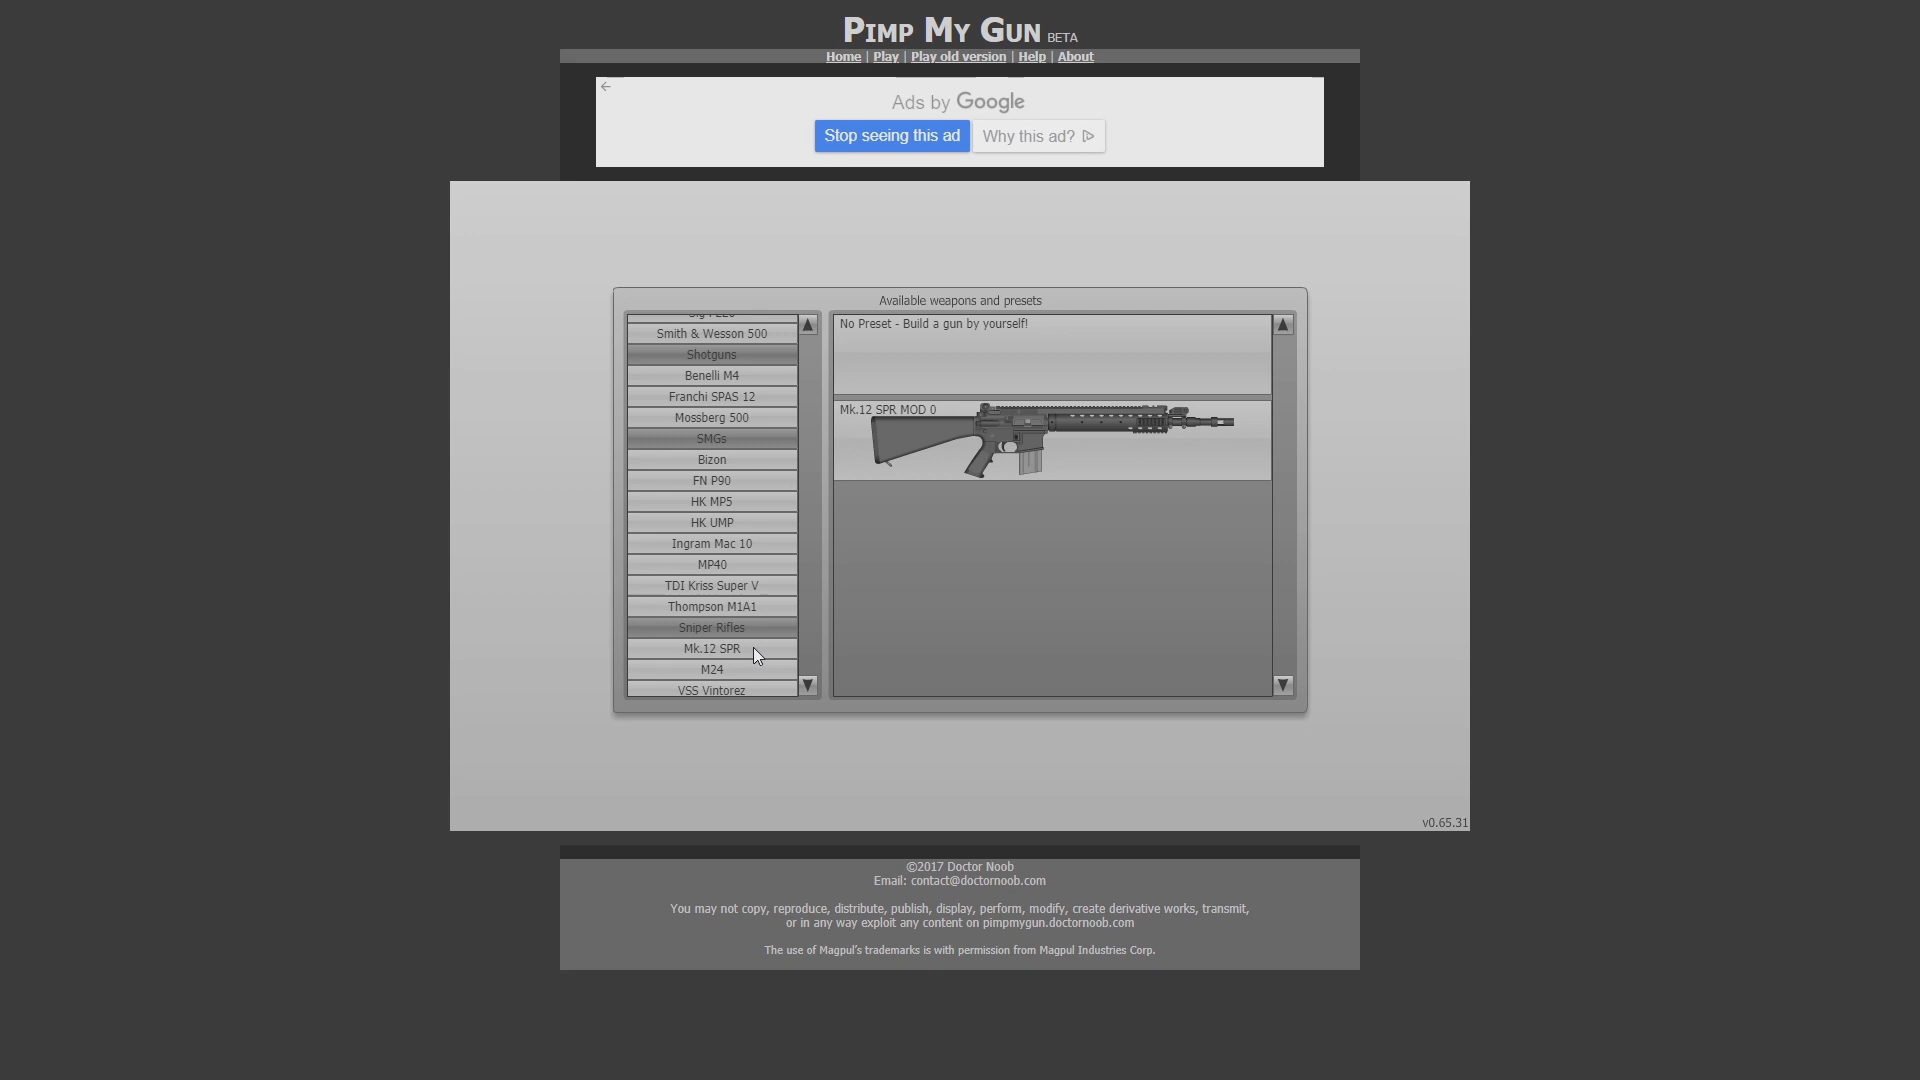 PIMP MY GUN BETA
Home | Play | Play old version | Help | About
Ads by Google
Stop seeing this ad
Why this ad?
Available weapons and presets
Smith & Wesson 500
Shotguns
Benelli M4
Franchi SPAS 12
Mossberg 500
SMGs
Bizon
FN P90
HK MP5
HK UMP
Ingram Mac 10
MP40
TDI Kriss Super V
Thompson M1A1
Sniper Rifles
Mk.12 SPR
M24
VSS Vintorez
No Preset - Build a gun by yourself!
Mk.12 SPR MOD 0
v0.65.31
©2017 Doctor Noob
Email: contact@doctornoob.com
You may not copy, reproduce, distribute, publish, display, perform, modify, create derivative works, transmit,
or in any way exploit any content on pimpmygun.doctornoob.com
The use of Magpul's trademarks is with permission from Magpul Industries Corp.